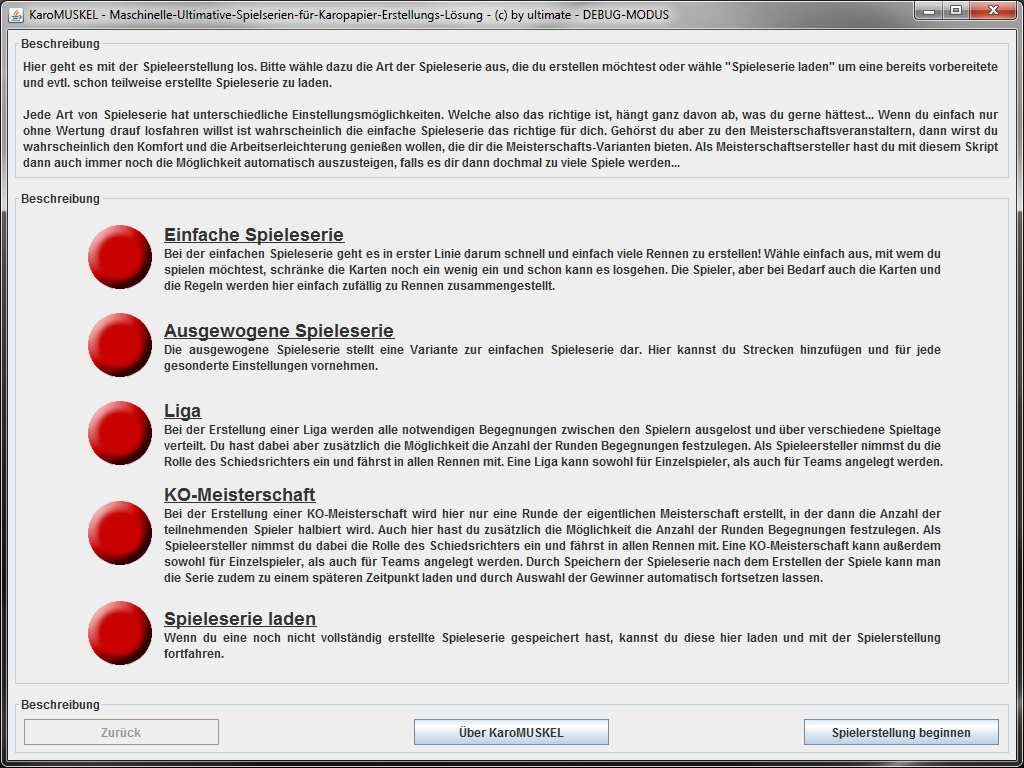 KaroMUSKEL - Maschinelle-Ultimative-Spielserien-für-Karopapier-Erstellungs-Lösung - (c) by ultimate - DEBUG-MODUS
Beschreibung
Hier geht es mit der Spieleerstellung los. Bitte wähle dazu die Art der Spieleserie aus, die du erstellen möchtest oder wähle "Spieleserie laden" um eine bereits vorbereitete
und evtl. schon teilweise erstellte Spieleserie zu laden.
Jede Art von Spieleserie hat unterschiedliche Einstellungsmöglichkeiten. Welche also das richtige ist, hängt ganz davon ab, was du gerne hättest... Wenn du einfach nur
ohne Wertung drauf losfahren willst ist wahrscheinlich die einfache Spieleserie das richtige für dich. Gehörst du aber zu den Meisterschaftsveranstaltern, dann wirst du
wahrscheinlich den Komfort und die Arbeitserleichterung genießen wollen, die dir die Meisterschafts-Varianten bieten. Als Meisterschaftsersteller hast du mit diesem Skript
dann auch immer noch die Möglichkeit automatisch auszusteigen, falls es dir dann dochmal zu viele Spiele werden...
Beschreibung
Einfache Spieleserie
Bei der einfachen Spieleserie geht es in erster Linie darum schnell und einfach viele Rennen zu erstellen! Wähle einfach aus, mit wem du
spielen möchtest, schränke die Karten noch ein wenig ein und schon kann es losgehen. Die Spieler, aber bei Bedarf auch die Karten und
die Regeln werden hier einfach zufällig zu Rennen zusammengestellt.
Ausgewogene Spieleserie
Die ausgewogene Spieleserie stellt eine Variante zur einfachen Spieleserie dar. Hier kannst du Strecken hinzufügen und für jede
gesonderte Einstellungen vornehmen.
Liga
Bei der Erstellung einer Liga werden alle notwendigen Begegnungen zwischen den Spielern ausgelost und über verschiedene Spieltage
verteilt. Du hast dabei aber zusätzlich die Möglichkeit die Anzahl der Runden Begegnungen festzulegen. Als Spieleersteller nimmst du die
Rolle des Schiedsrichters ein und fährst in allen Rennen mit. Eine Liga kann sowohl für Einzelspieler, als auch für Teams angelegt werden.
KO-Meisterschaft
Bei der Erstellung einer KO-Meisterschaft wird hier nur eine Runde der eigentlichen Meisterschaft erstellt, in der dann die Anzahl der
teilnehmenden Spieler halbiert wird. Auch hier hast du zusätzlich die Möglichkeit die Anzahl der Runden Begegnungen festzulegen. Als
Spieleersteller nimmst du dabei die Rolle des Schiedsrichters ein und fährst in allen Rennen mit. Eine KO-Meisterschaft kann außerdem
sowohl für Einzelspieler, als auch für Teams angelegt werden. Durch Speichern der Spieleserie nach dem Erstellen der Spiele kann man
die Serie zudem zu einem späteren Zeitpunkt laden und durch Auswahl der Gewinner automatisch fortsetzen lassen.
Spieleserie laden
Wenn du eine noch nicht vollständig erstellte Spieleserie gespeichert hast, kannst du diese hier laden und mit der Spielerstellung
fortfahren.
Beschreibung
Zurück
Über KaroMUSKEL
Spielerstellung beginnen